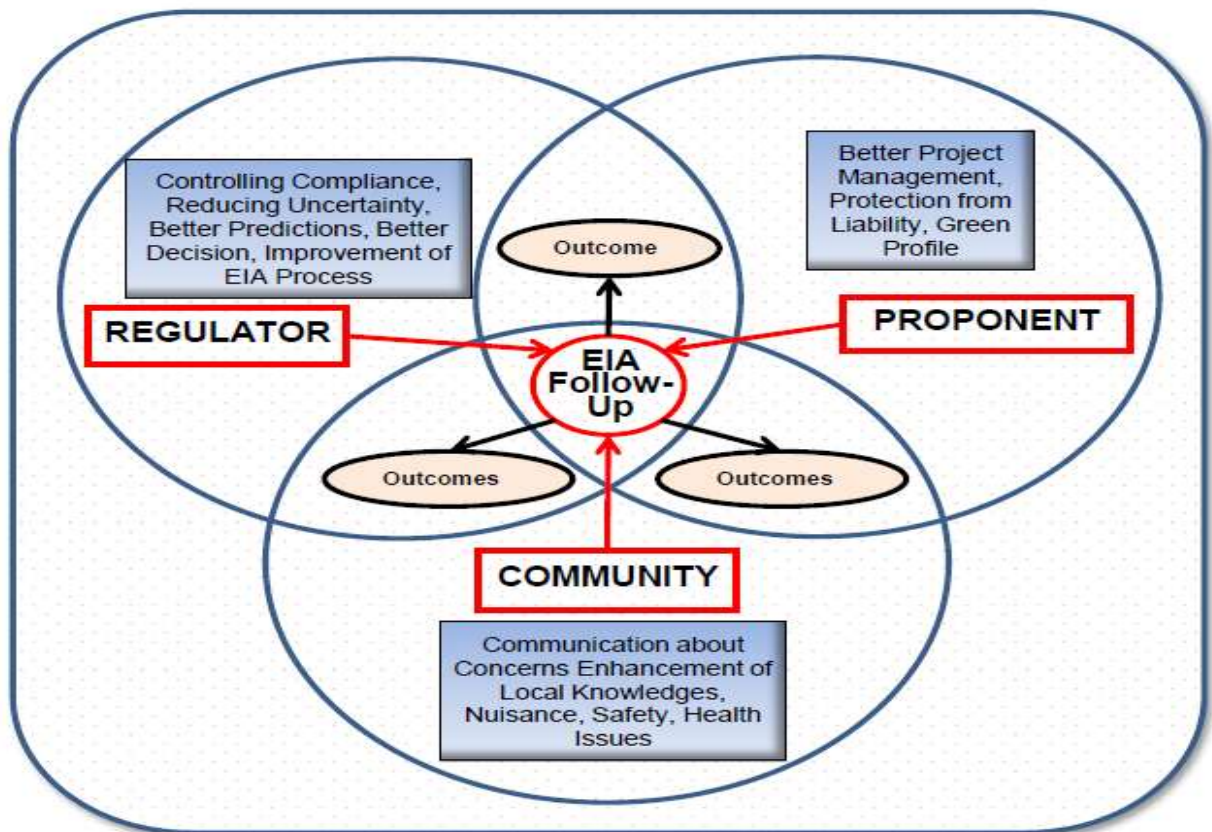 Controlling Compliance,
Reducing Uncertainty,
Better Predictions, Better
Decision, Improvement of
EIA Process
REGULATOR
Better Project
Management,
Protection from
Liability, Green
Profile
PROPONENT
Outcome
EIA
Follow-
Up
Outcomes
Outcomes
COMMUNITY
Communication about
Concerns Enhancement of
Local Knowledges,
Nuisance, Safety, Health
Issues